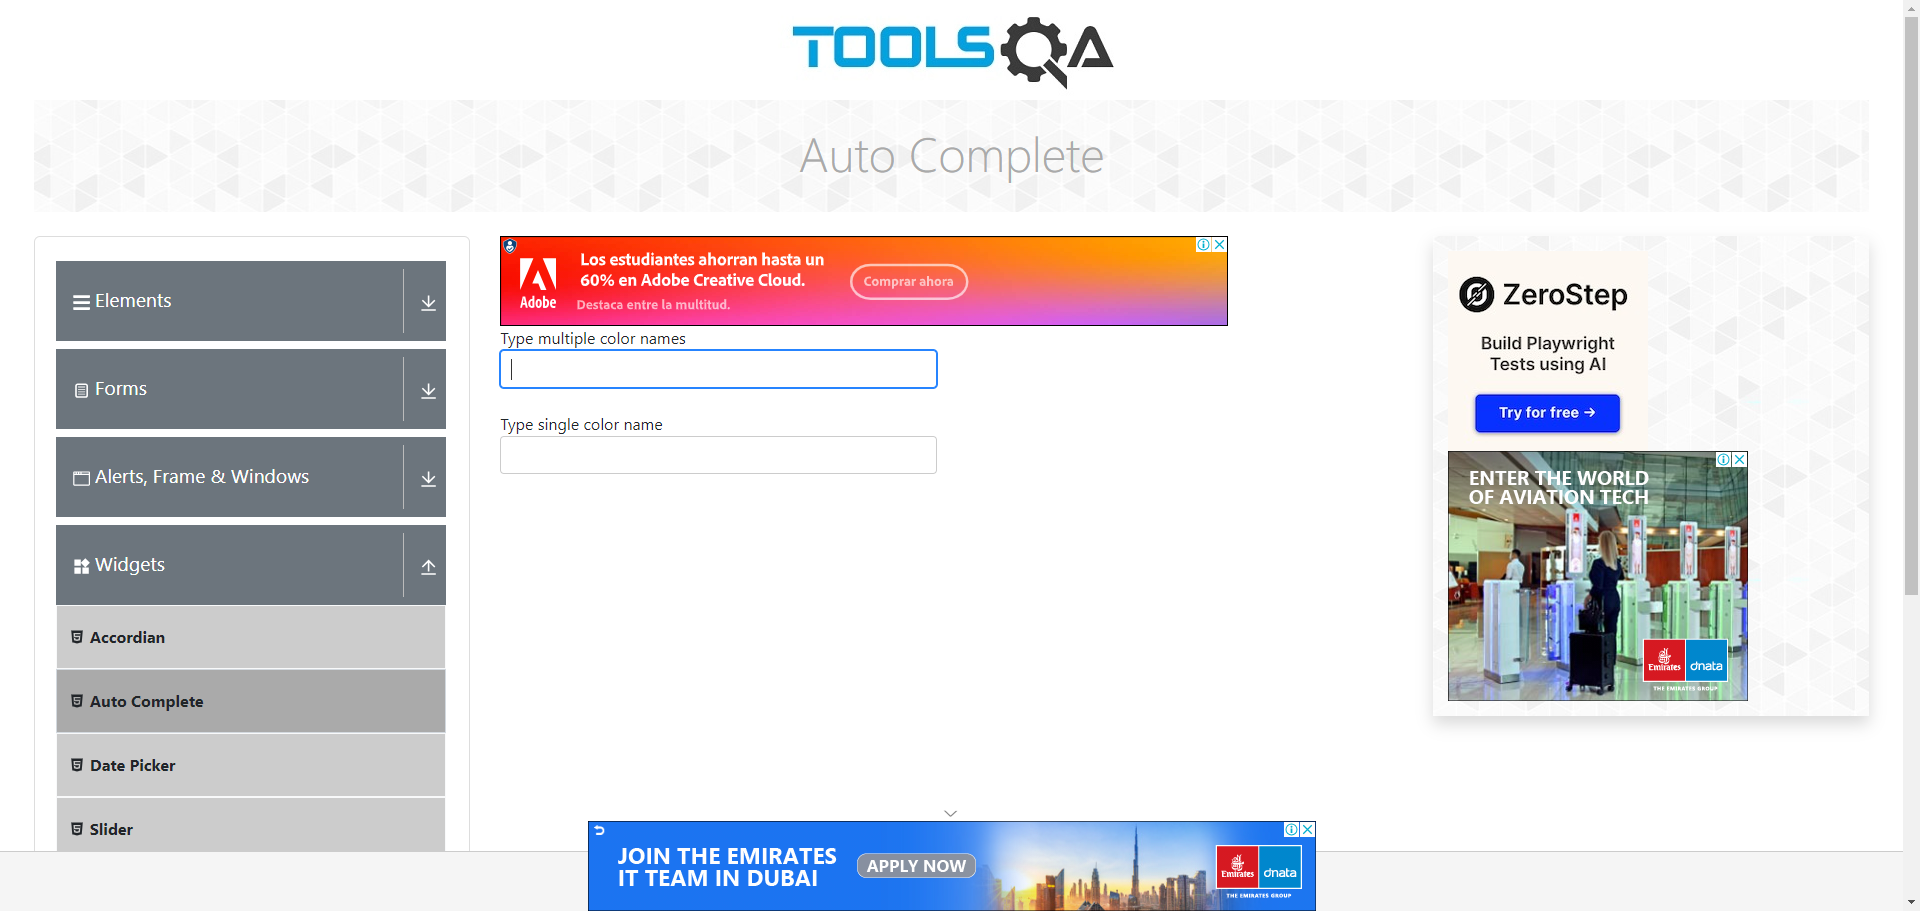 TOOLSQA
Auto Complete
Elements
Forms
Alerts, Frame & Windows
Widgets
Accordian
Auto Complete
Date Picker
Slider
Adobe
Los estudiantes ahorran hasta un
60% en Adobe Creative Cloud.
Destaca entre la multitud.
Comprar ahora
Type multiple color names
Type single color name
ZeroStep
Build Playwright
Tests using AI
Try for free →
ENTER THE WORLD
OF AVIATION TECH
Emirates
dnata
THE EMIRATES GROUP
JOIN THE EMIRATES
IT TEAM IN DUBAI
APPLY NOW
Emirates
dnata
THE EMIRATES GROUP